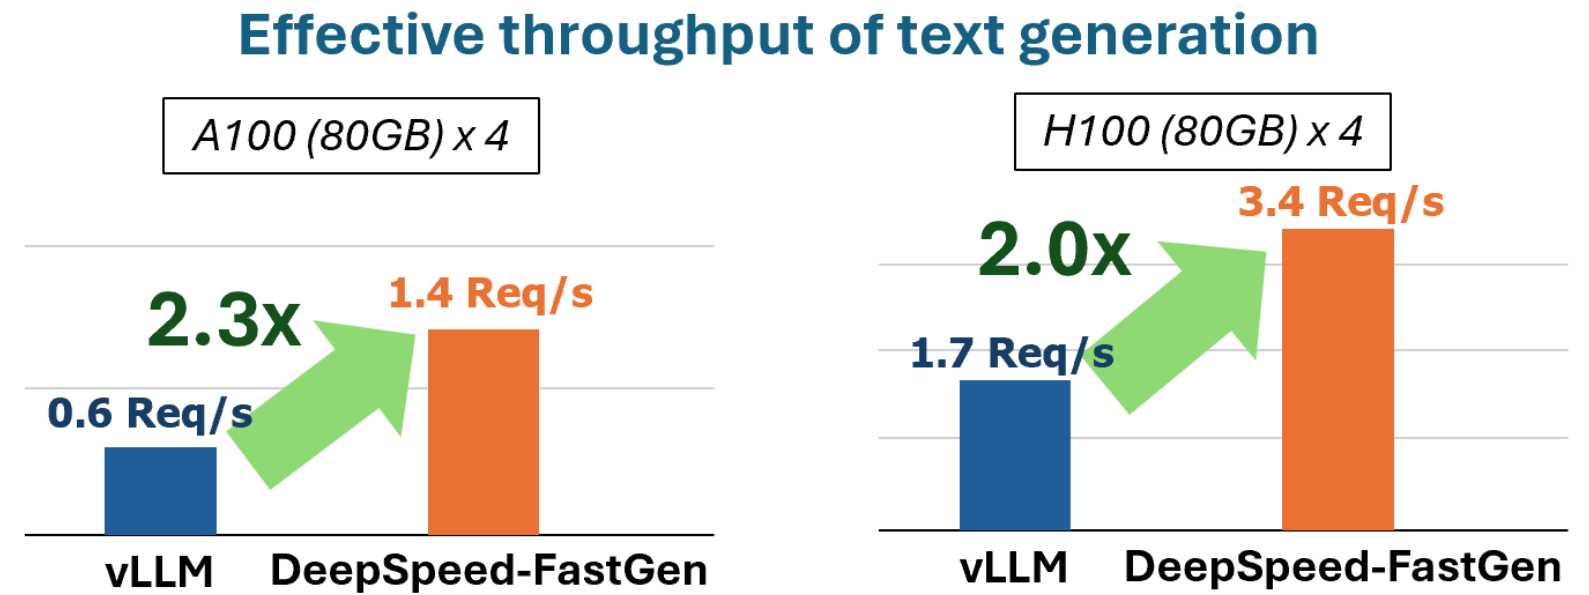 Effective throughput of text generation
A100 (80GB) x 4
2.3x
1.4 Req/s
0.6 Req/s
vLLM
DeepSpeed-FastGen
H100 (80GB) x 4
3.4 Req/s
2.0x
1.7 Req/s
vLLM
DeepSpeed-FastGen